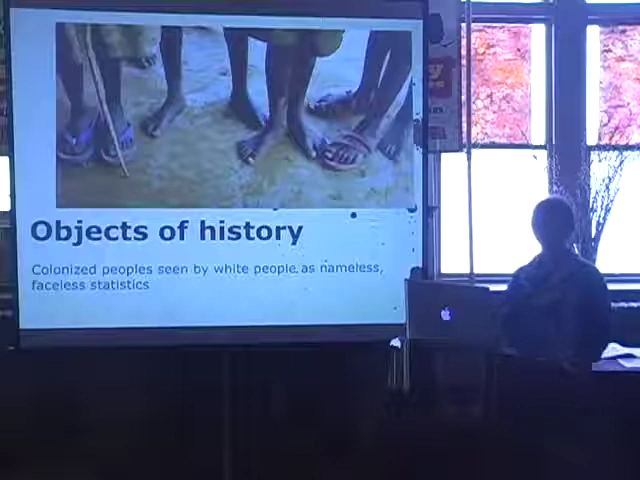 Objects of history
Colonized peoples seen by white people as nameless,
faceless statistics